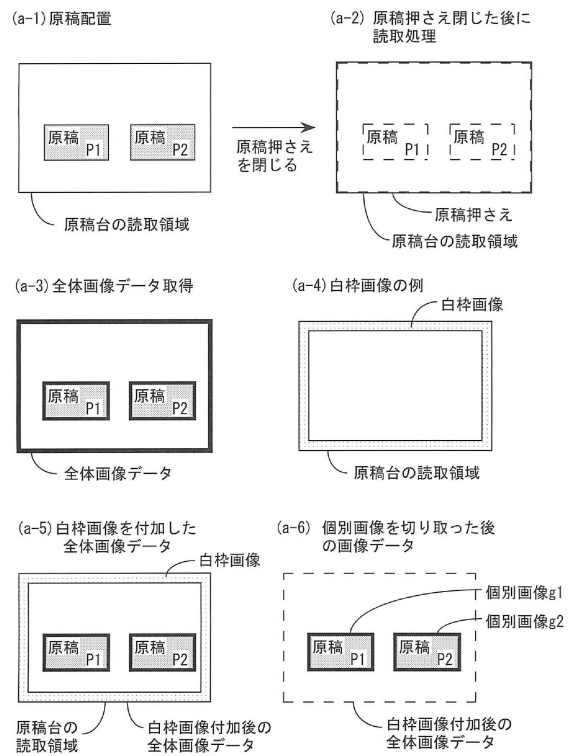 (a-1)原稿配置
(a-2) 原稿押さえ閉じた後に
読取処理
原稿
P1
原稿
P2
原稿押さえ
を閉じる
原稿
P1
原稿
P2
原稿台の読取領域
原稿押さえ
原稿台の読取領域
(a-3)全体画像データ取得
(a-4)白枠画像の例
白枠画像
原稿
P1
原稿
P2
全体画像データ
原稿台の読取領域
(a-5)白枠画像を付加した
全体画像データ
白枠画像
(a-6) 個別画像を切り取った後
の画像データ
原稿
P1
原稿
P2
個別画像g1
個別画像g2
原稿
P1
原稿
P2
原稿台の
読取領域
白枠画像付加後の
全体画像データ
白枠画像付加後の
全体画像データ